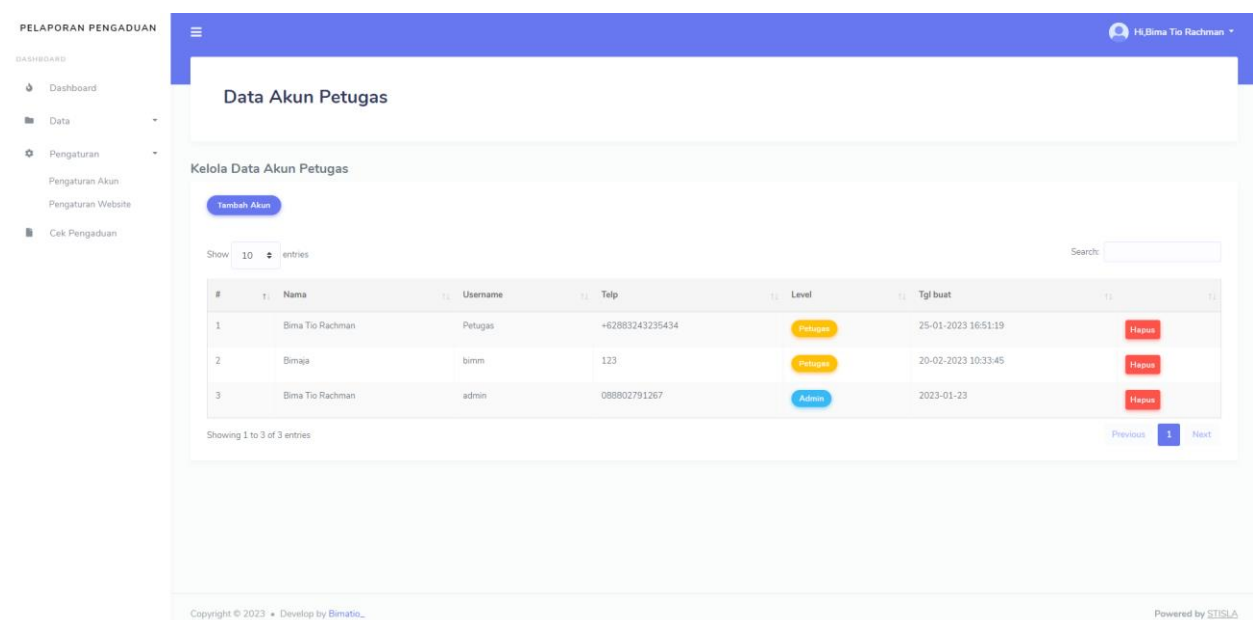 PELAPORAN PENGADUAN
Hi,Bima Tio Rachman
DASHBOARD
Dashboard
Data
Pengaturan
Pengaturan Akun
Pengaturan Website
Cek Pengaduan
Data Akun Petugas
Kelola Data Akun Petugas
Tambah Akun
Show 10 entries
Search:
# Nama Username Telp Level Tgl buat
1 Bima Tio Rachman Petugas +62883243235434 Petugas 25-01-2023 16:51:19 Hapus
2 Bimaja bimm 123 Petugas 20-02-2023 10:33:45 Hapus
3 Bima Tio Rachman admin 088802791267 Admin 2023-01-23 Hapus
Showing 1 to 3 of 3 entries
Previous 1 Next
Copyright © 2023 • Develop by Bimatio_
Powered by STISLA